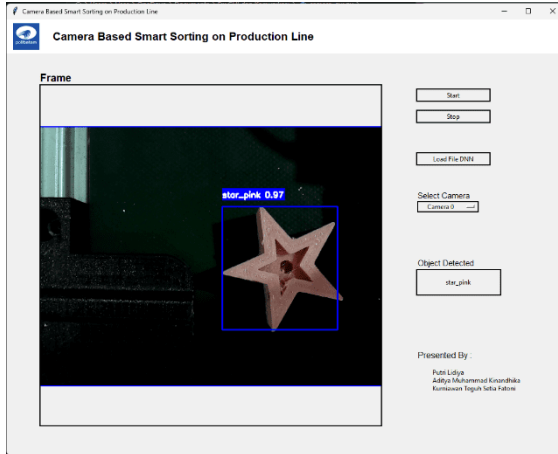 Camera Based Smart Sorting on Production Line
Camera Based Smart Sorting on Production Line
Frame
Start
Stop
Load File DNN
star_pink 0.97
Select Camera
Camera 0
Object Detected
star_pink
Presented By :
Putri Lidiya
Aditya Muhammad Kinandhika
Kurniawan Teguh Setia Fatoni